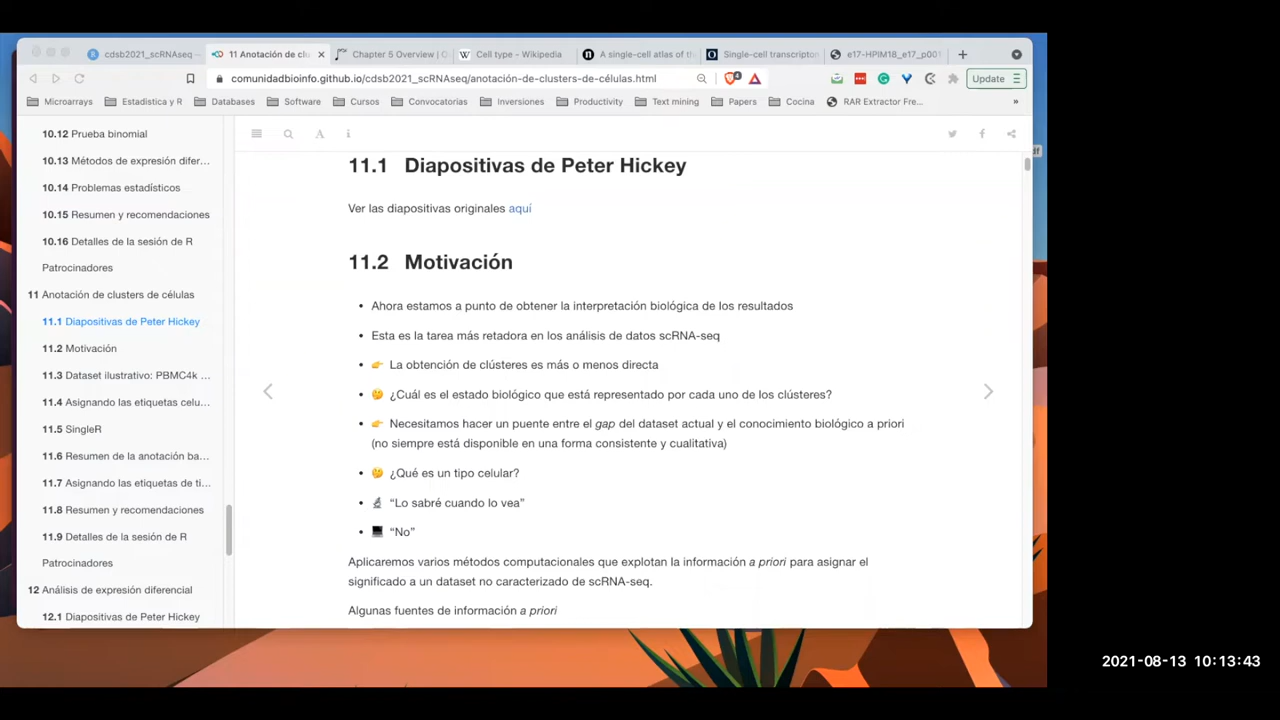 cdsb2021_scRNAseq
11 Anotación de clu
Chapter 5 Overview | O
Cell type - Wikipedia
A single-cell atlas of th
Single-cell transcripton
e17-HPIM18_e17_p001
comunidadbioinfo.github.io/cdsb2021_scRNAseq/anotación-de-clusters-de-células.html
4
Update
Microarrays
Estadistica y R
Databases
Software
Cursos
Convocatorias
Inversiones
Productivity
Text mining
Papers
Cocina
RAR Extractor Fre...
»
10.12 Prueba binomial
10.13 Métodos de expresión difer...
10.14 Problemas estadísticos
10.15 Resumen y recomendaciones
10.16 Detalles de la sesión de R
Patrocinadores
11 Anotación de clusters de células
11.1 Diapositivas de Peter Hickey
11.2 Motivación
11.3 Dataset ilustrativo: PBMC4k ...
11.4 Asignando las etiquetas celu...
11.5 SingleR
11.6 Resumen de la anotación ba...
11.7 Asignando las etiquetas de ti...
11.8 Resumen y recomendaciones
11.9 Detalles de la sesión de R
Patrocinadores
12 Análisis de expresión diferencial
12.1 Diapositivas de Peter Hickey
11.1 Diapositivas de Peter Hickey
Ver las diapositivas originales aquí
11.2 Motivación
• Ahora estamos a punto de obtener la interpretación biológica de los resultados
• Esta es la tarea más retadora en los análisis de datos scRNA-seq
• 👉 La obtención de clústeres es más o menos directa
• 🤔 ¿Cuál es el estado biológico que está representado por cada uno de los clústeres?
• 👉 Necesitamos hacer un puente entre el gap del dataset actual y el conocimiento biológico a priori
(no siempre está disponible en una forma consistente y cualitativa)
• 🤔 ¿Qué es un tipo celular?
• 🔬 “Lo sabré cuando lo vea”
• 💻 “No”
Aplicaremos varios métodos computacionales que explotan la información a priori para asignar el
significado a un dataset no caracterizado de scRNA-seq.
Algunas fuentes de información a priori
df
2021-08-13 10:13:43